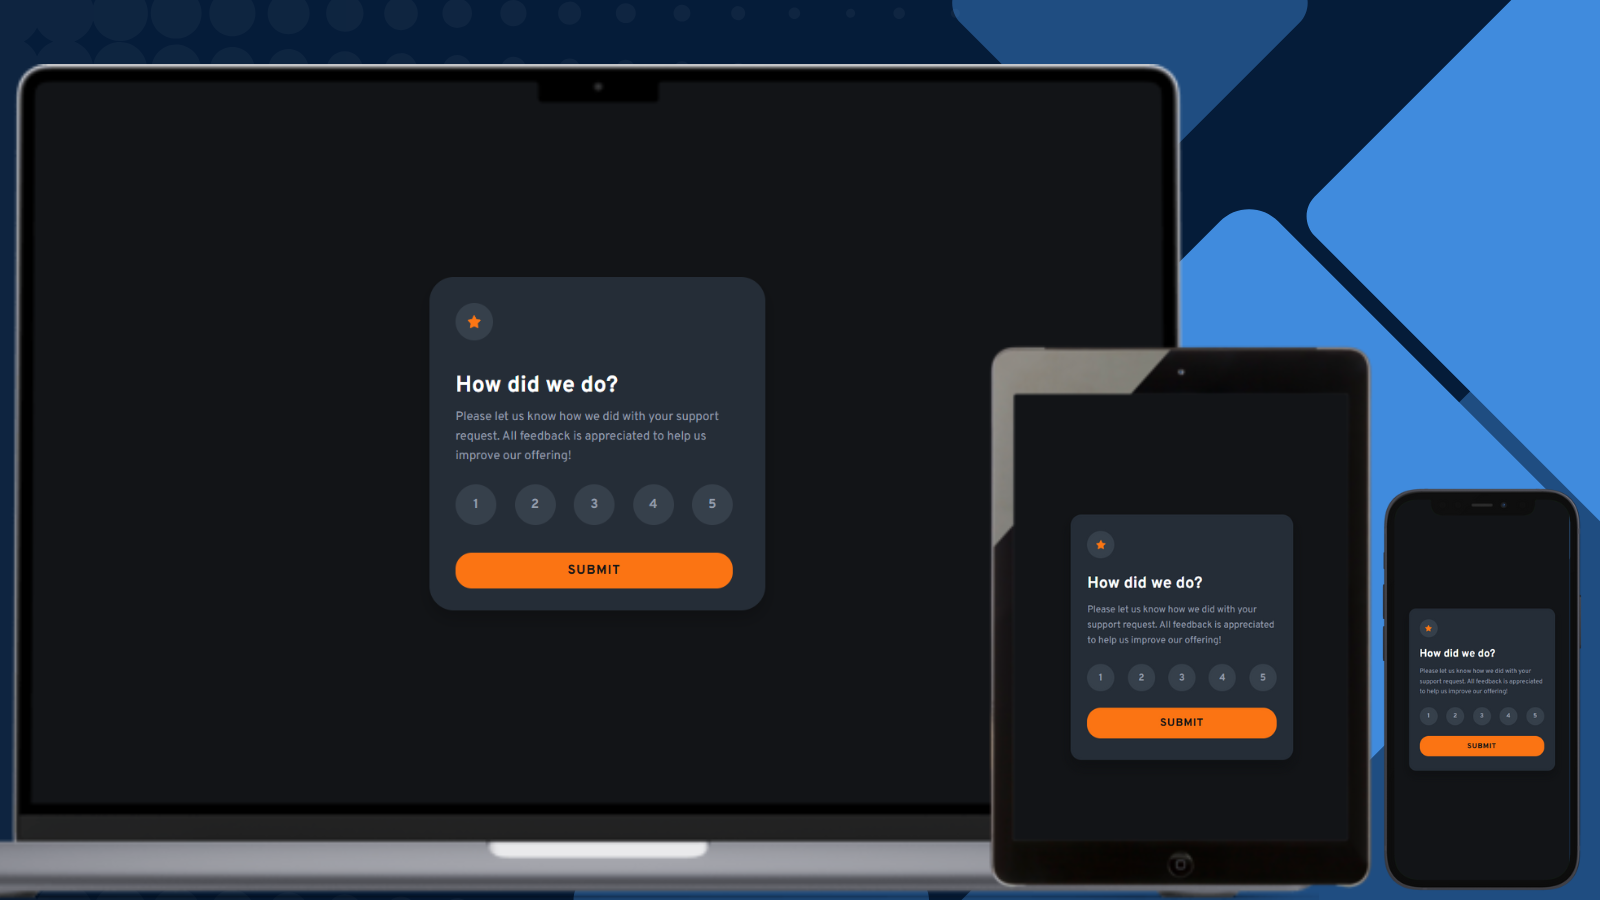 How did we do?
Please let us know how we did with your support
request. All feedback is appreciated to help us
improve our offering!
1 2 3 4 5
SUBMIT
How did we do?
Please let us know how we did with your
support request. All feedback is appreciated
to help us improve our offering!
1 2 3 4 5
SUBMIT
How did we do?
Please let us know how we did with your
support request. All feedback is appreciated
to help us improve our offering!
1 2 3 4 5
SUBMIT